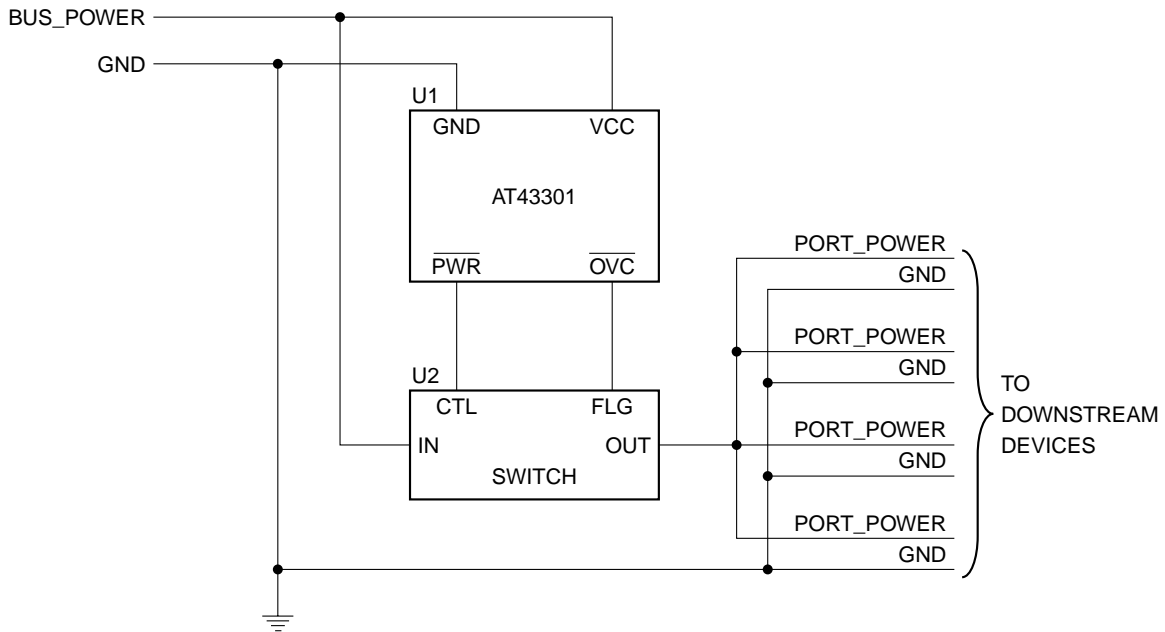 BUS_POWER
GND
U1
GND VCC
AT43301
PWR OVC
U2
CTL FLG
IN OUT
SWITCH
PORT_POWER
GND
PORT_POWER
GND
PORT_POWER
GND
PORT_POWER
GND
TO
DOWNSTREAM
DEVICES